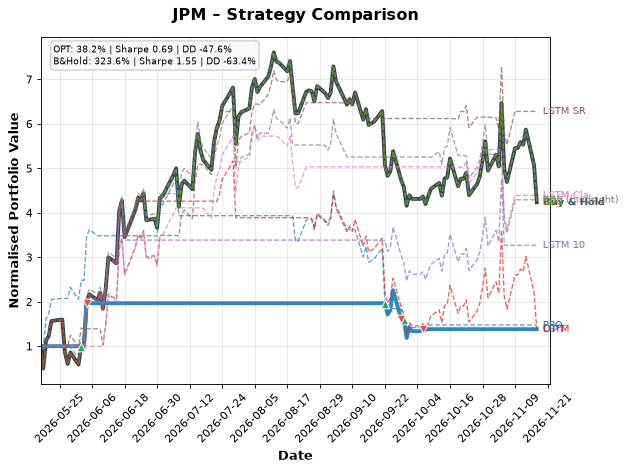 JPM – Strategy Comparison
OPT: 38.2% | Sharpe 0.69 | DD -47.6%
B&Hold: 323.6% | Sharpe 1.55 | DD -63.4%
Normalised Portfolio Value
7
6
5
4
3
2
1
LSTM SR
LSTM Cla
Buy & Hold
LSTM 10
PPO
LSTM
2026-05-25
2026-06-06
2026-06-18
2026-06-30
2026-07-12
2026-07-24
2026-08-05
2026-08-17
2026-08-29
2026-09-10
2026-09-22
2026-10-04
2026-10-16
2026-10-28
2026-11-09
2026-11-21
Date